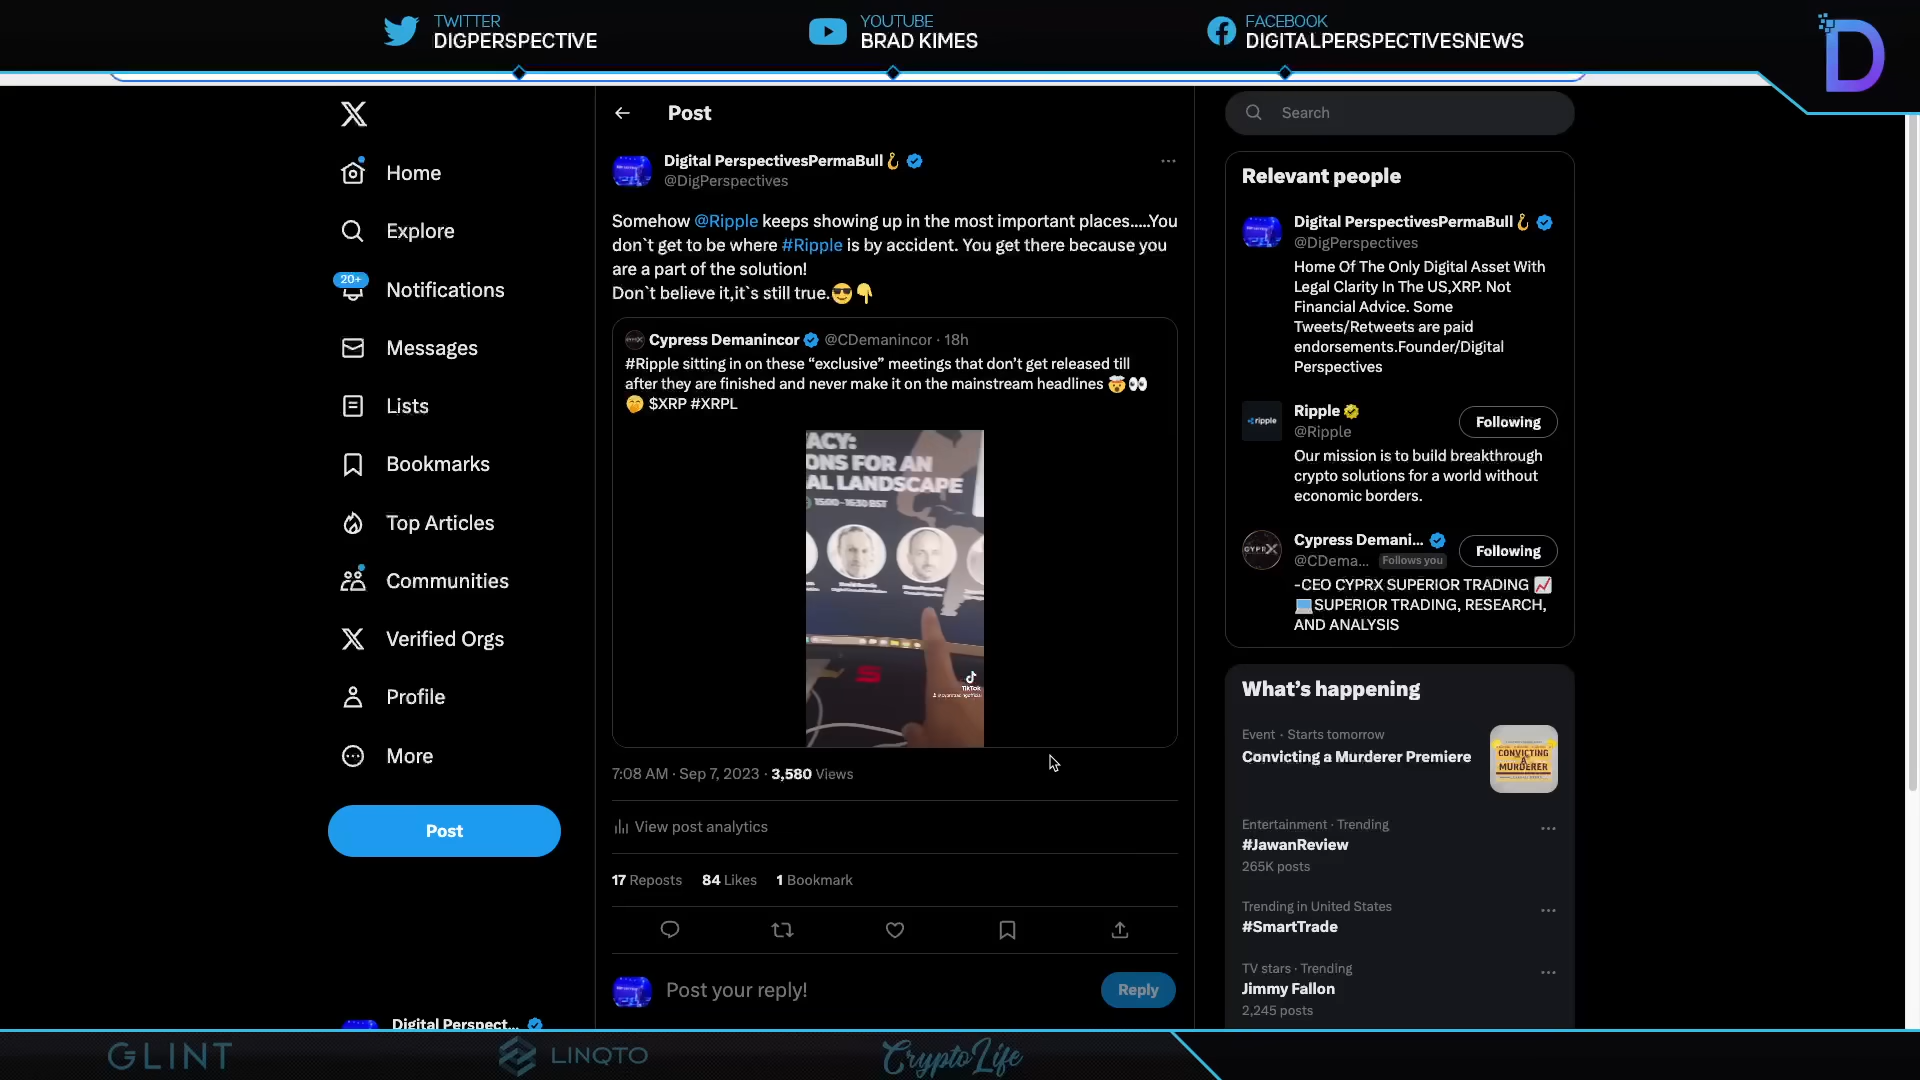 TWITTER
DIGPERSPECTIVE
YOUTUBE
BRAD KIMES
FACEBOOK
DIGITALPERSPECTIVESNEWS
Home
Explore
20+
Notifications
Messages
Lists
Bookmarks
Top Articles
Communities
Verified Orgs
Profile
More
Post
Digital Perspect...
Post
Digital PerspectivesPermaBull
@DigPerspectives
Somehow @Ripple keeps showing up in the most important places.....You
don`t get to be where #Ripple is by accident. You get there because you
are a part of the solution!
Don`t believe it,it`s still true.😎👇
Cypress Demanincor @CDemanincor · 18h
#Ripple sitting in on these “exclusive” meetings that don’t get released till
after they are finished and never make it on the mainstream headlines 🤯👀
🤭 $XRP #XRPL
ACY:
ONS FOR AN
AL LANDSCAPE
15:00-16:30 BST
TikTok
7:08 AM · Sep 7, 2023 · 3,580 Views
View post analytics
17 Reposts 84 Likes 1 Bookmark
Post your reply!
Reply
Search
Relevant people
Digital PerspectivesPermaBull
@DigPerspectives
Home Of The Only Digital Asset With
Legal Clarity In The US,XRP. Not
Financial Advice. Some
Tweets/Retweets are paid
endorsements.Founder/Digital
Perspectives
ripple
Ripple
@Ripple
Following
Our mission is to build breakthrough
crypto solutions for a world without
economic borders.
CYPRX
Cypress Demani...
@CDema... Follows you
Following
-CEO CYPRX SUPERIOR TRADING 📈
💻SUPERIOR TRADING, RESEARCH,
AND ANALYSIS
What’s happening
Event · Starts tomorrow
Convicting a Murderer Premiere
CONVICTING
A
MURDERER
Entertainment · Trending
#JawanReview
265K posts
Trending in United States
#SmartTrade
TV stars · Trending
Jimmy Fallon
2,245 posts
GLINT
LINQTO
CryptoLife